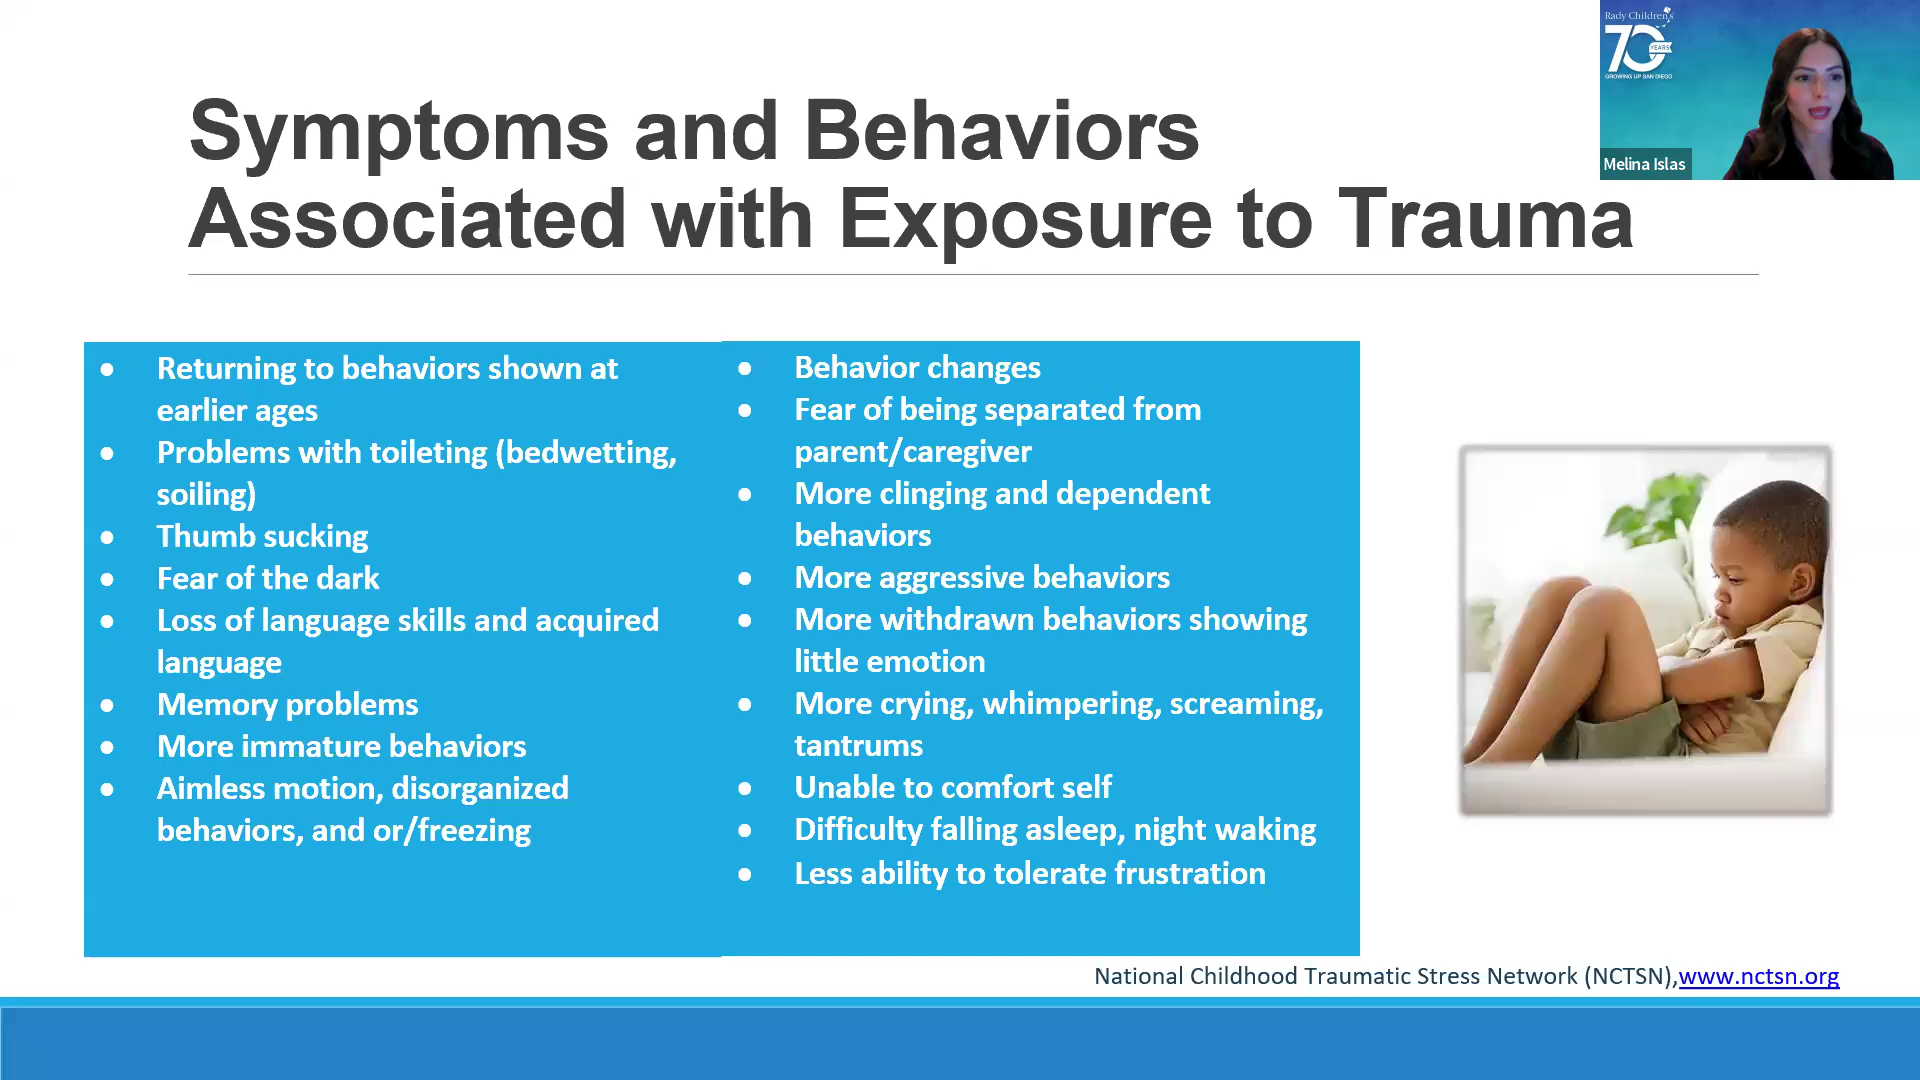 Symptoms and Behaviors
Associated with Exposure to Trauma
Rady Children's
70
YEARS
GROWING UP SAN DIEGO
Melina Islas
• Returning to behaviors shown at
earlier ages
• Problems with toileting (bedwetting,
soiling)
• Thumb sucking
• Fear of the dark
• Loss of language skills and acquired
language
• Memory problems
• More immature behaviors
• Aimless motion, disorganized
behaviors, and or/freezing
• Behavior changes
• Fear of being separated from
parent/caregiver
• More clinging and dependent
behaviors
• More aggressive behaviors
• More withdrawn behaviors showing
little emotion
• More crying, whimpering, screaming,
tantrums
• Unable to comfort self
• Difficulty falling asleep, night waking
• Less ability to tolerate frustration
National Childhood Traumatic Stress Network (NCTSN),www.nctsn.org